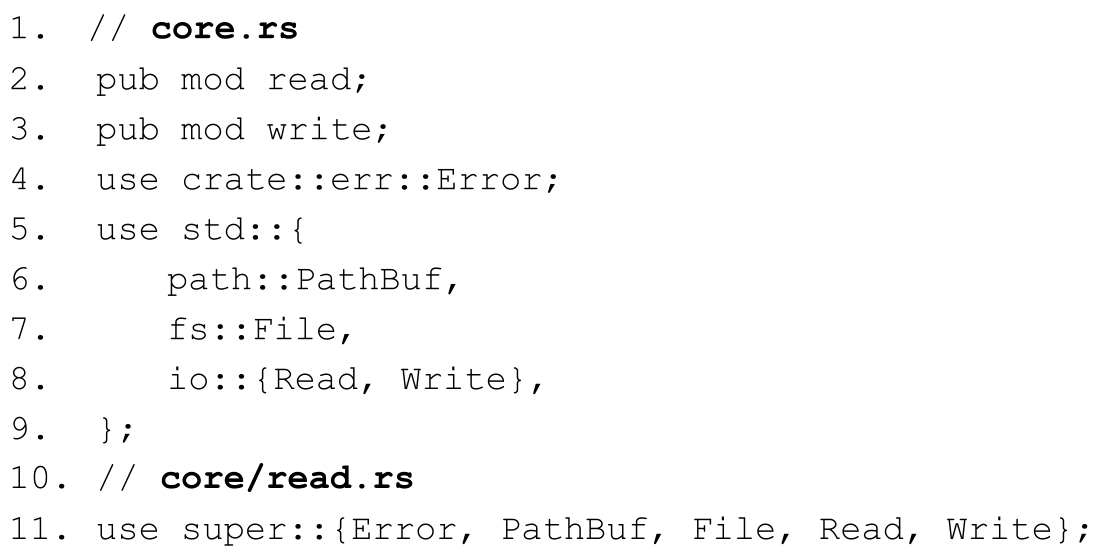 1. // core.rs
2. pub mod read;
3. pub mod write;
4. use crate::err::Error;
5. use std::{
6. path::PathBuf,
7. fs::File,
8. io::{Read, Write},
9. };
10. // core/read.rs
11. use super::{Error, PathBuf, File, Read, Write};